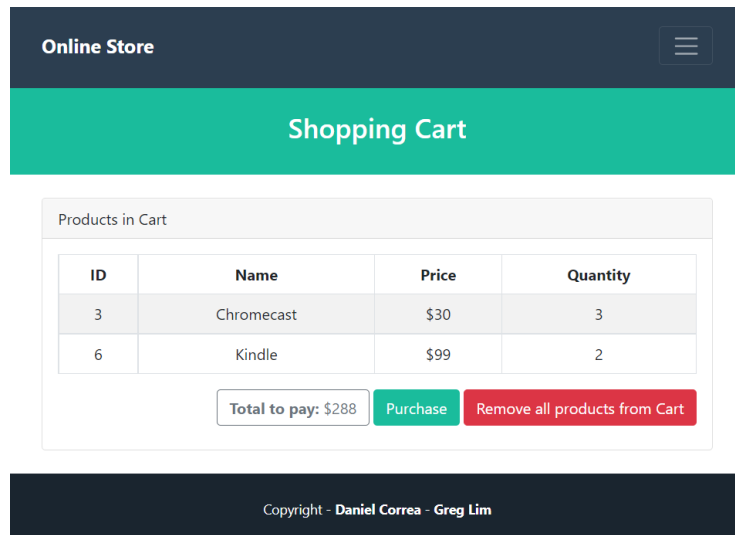 Online Store
Shopping Cart
Products in Cart
ID Name Price Quantity
3 Chromecast $30 3
6 Kindle $99 2
Total to pay: $288 Purchase Remove all products from Cart
Copyright - Daniel Correa - Greg Lim